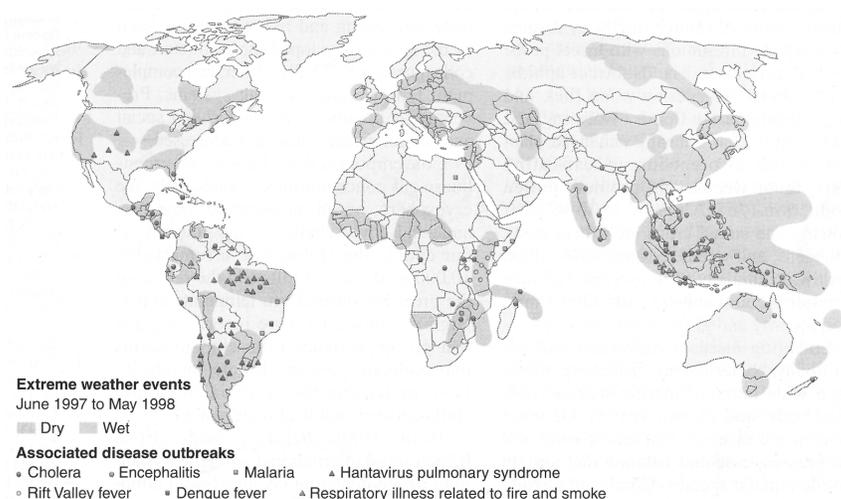 Extreme weather events
June 1997 to May 1998
Dry Wet
Associated disease outbreaks
Cholera Encephalitis Malaria Hantavirus pulmonary syndrome
Rift Valley fever Dengue fever Respiratory illness related to fire and smoke